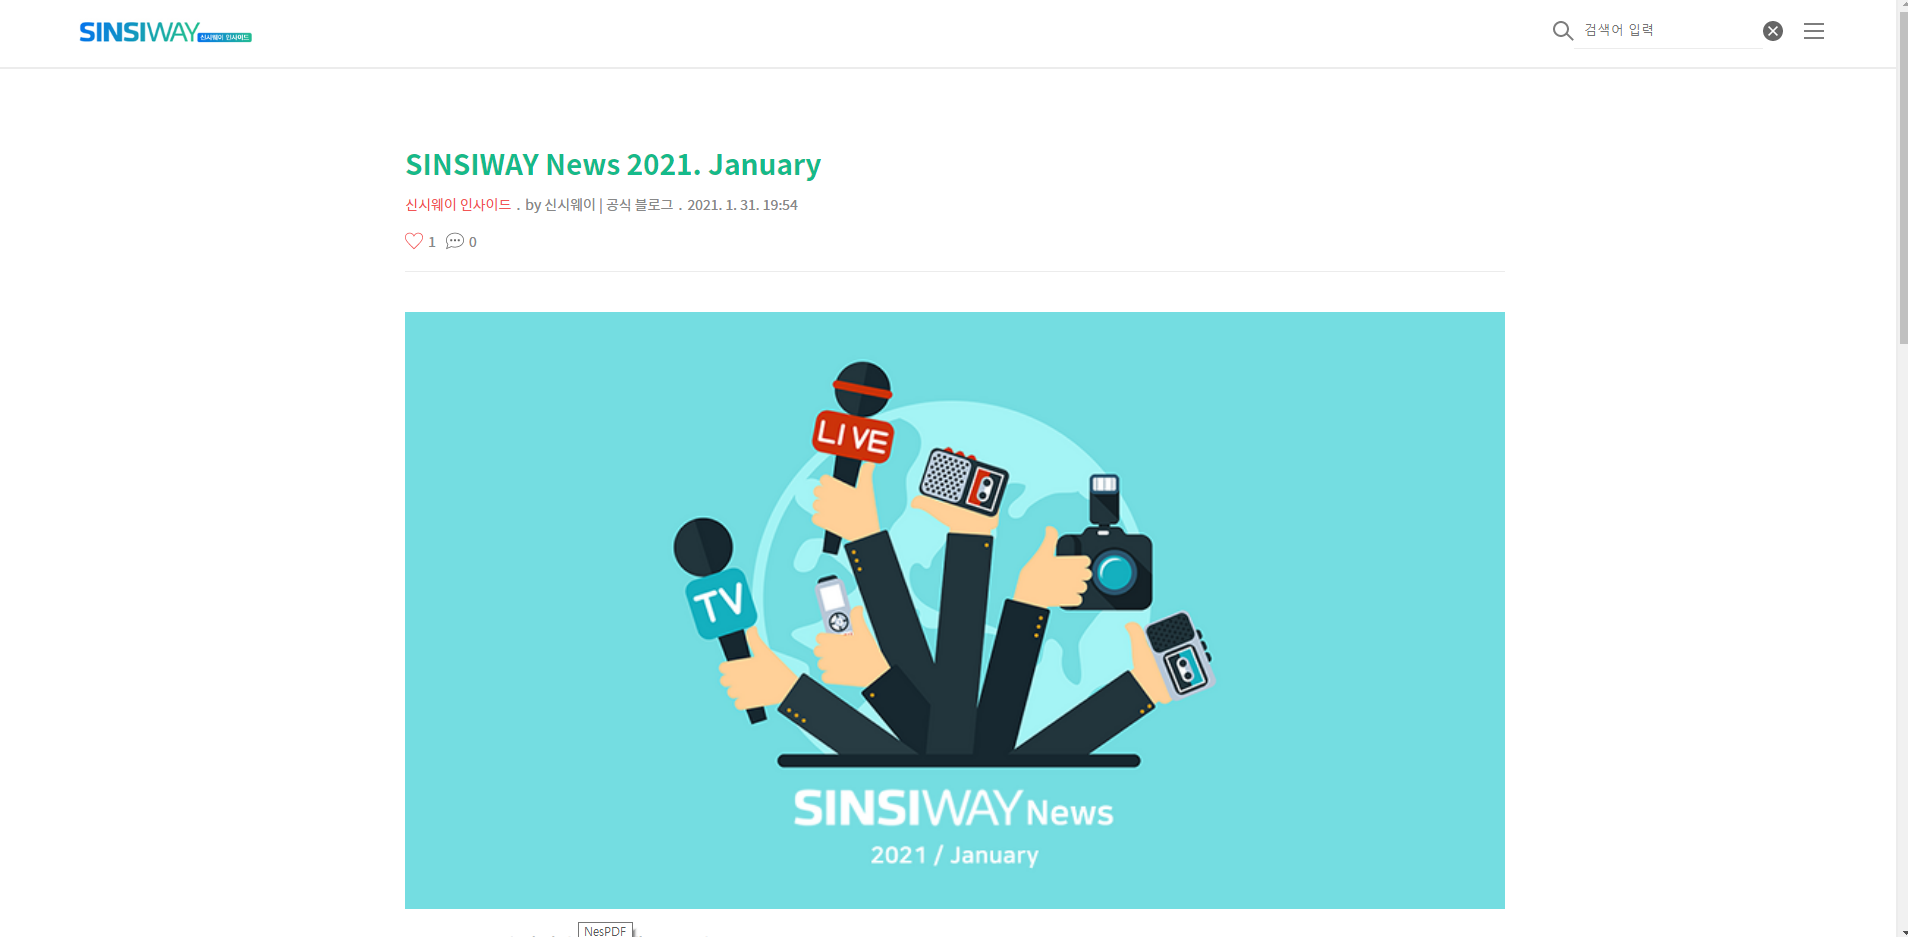 SINSIWAY 신시웨이 인사이드
검색어 입력
SINSIWAY News 2021. January
신시웨이 인사이드 . by 신시웨이 | 공식 블로그 . 2021. 1. 31. 19:54
1 0
LIVE
TV
SINSIWAY News
2021 / January
NesPDF